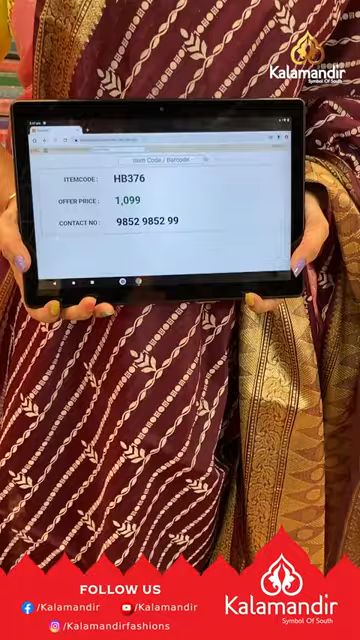 Kalamandir
Symbol Of South
Item Code / Barcode
ITEMCODE : HB376
OFFER PRICE : 1,099
CONTACT NO : 9852 9852 99
FOLLOW US
/Kalamandir /Kalamandir
/Kalamandirfashions
Kalamandir
Symbol Of South